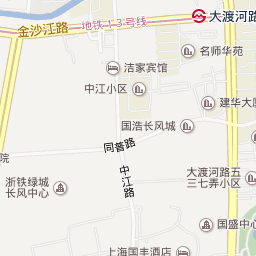 地铁13号线
金沙江路
大渡河路
名师华苑
洁家宾馆
中江小区
建华大厦
国浩长风城
同普路
院
中江路
浙铁绿城
长风中心
大渡河路五
三七弄小区
国盛中心
上海国丰酒店